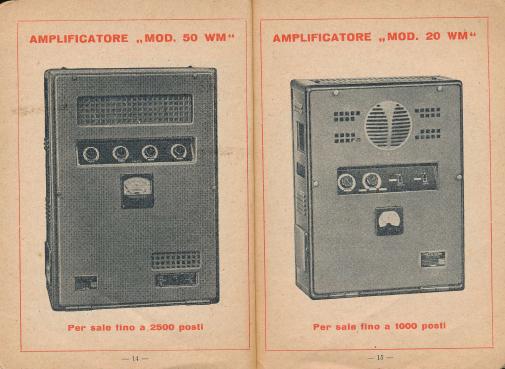 AMPLIFICATORE „MOD. 50 WM“
Per sale fino a 2500 posti
— 14 —
AMPLIFICATORE „MOD. 20 WM“
Per sale fino a 1000 posti
— 15 —